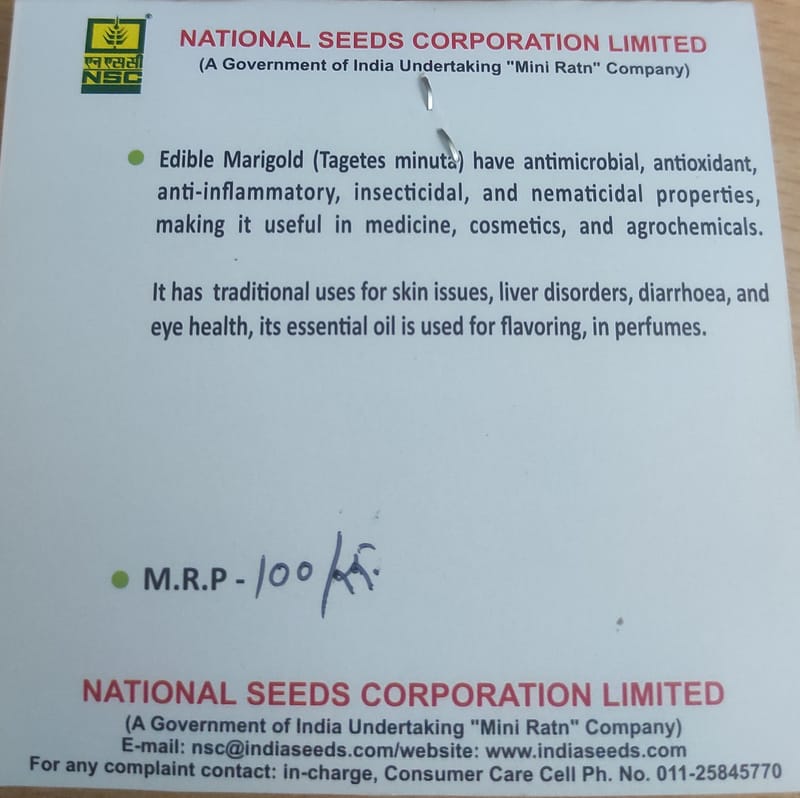 एन एस सी
NSC
NATIONAL SEEDS CORPORATION LIMITED
(A Government of India Undertaking "Mini Ratn" Company)
Edible Marigold (Tagetes minuta) have antimicrobial, antioxidant,
anti-inflammatory, insecticidal, and nematicidal properties,
making it useful in medicine, cosmetics, and agrochemicals.
It has traditional uses for skin issues, liver disorders, diarrhoea, and
eye health, its essential oil is used for flavoring, in perfumes.
M.R.P - 100/
NATIONAL SEEDS CORPORATION LIMITED
(A Government of India Undertaking "Mini Ratn" Company)
E-mail: nsc@indiaseeds.com/website: www.indiaseeds.com
For any complaint contact: in-charge, Consumer Care Cell Ph. No. 011-25845770